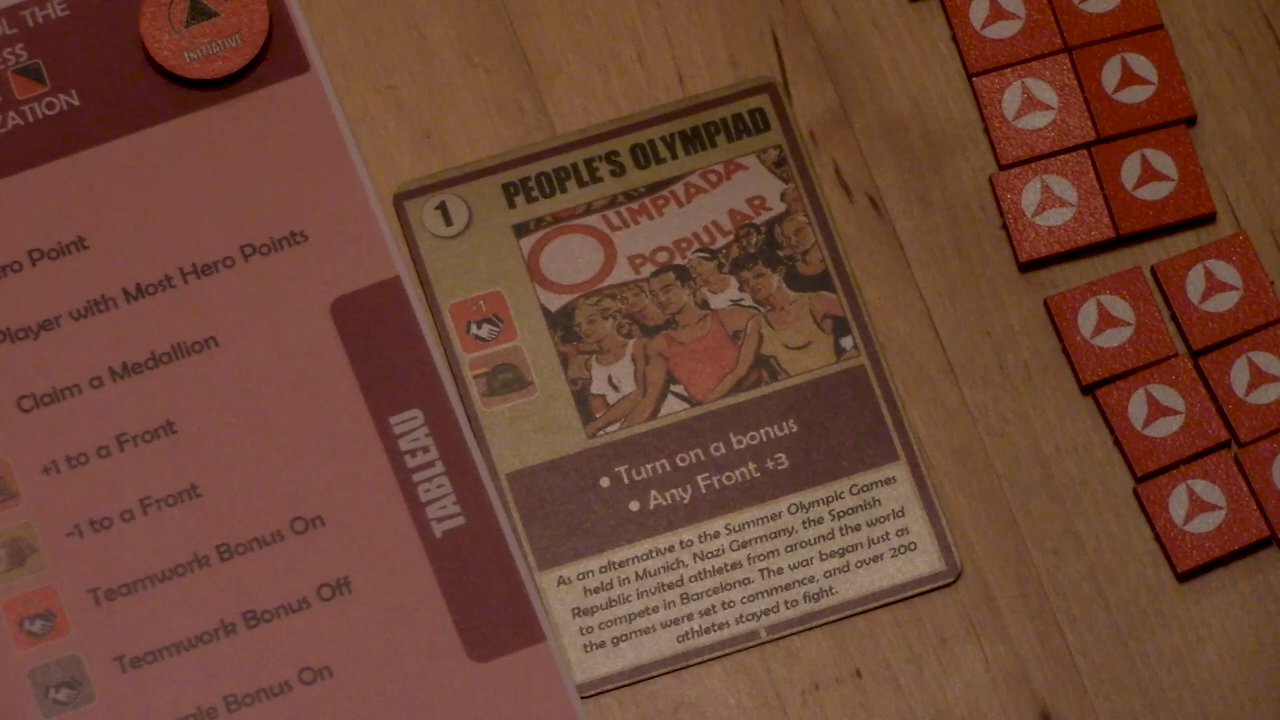 OL THE
SS
ZATION
INITIATIVE
ro Point
Player with Most Hero Points
Claim a Medallion
+1 to a Front
-1 to a Front
Teamwork Bonus On
Teamwork Bonus Off
Bonus On
TABLEAU
1
PEOPLE'S OLYMPIAD
OLIMPIADA
POPULAR
-1
• Turn on a bonus
• Any Front +3
As an alternative to the Summer Olympic Games
held in Munich, Nazi Germany, the Spanish
Republic invited athletes from around the world
to compete in Barcelona. The war began just as
the games were set to commence, and over 200
athletes stayed to fight.